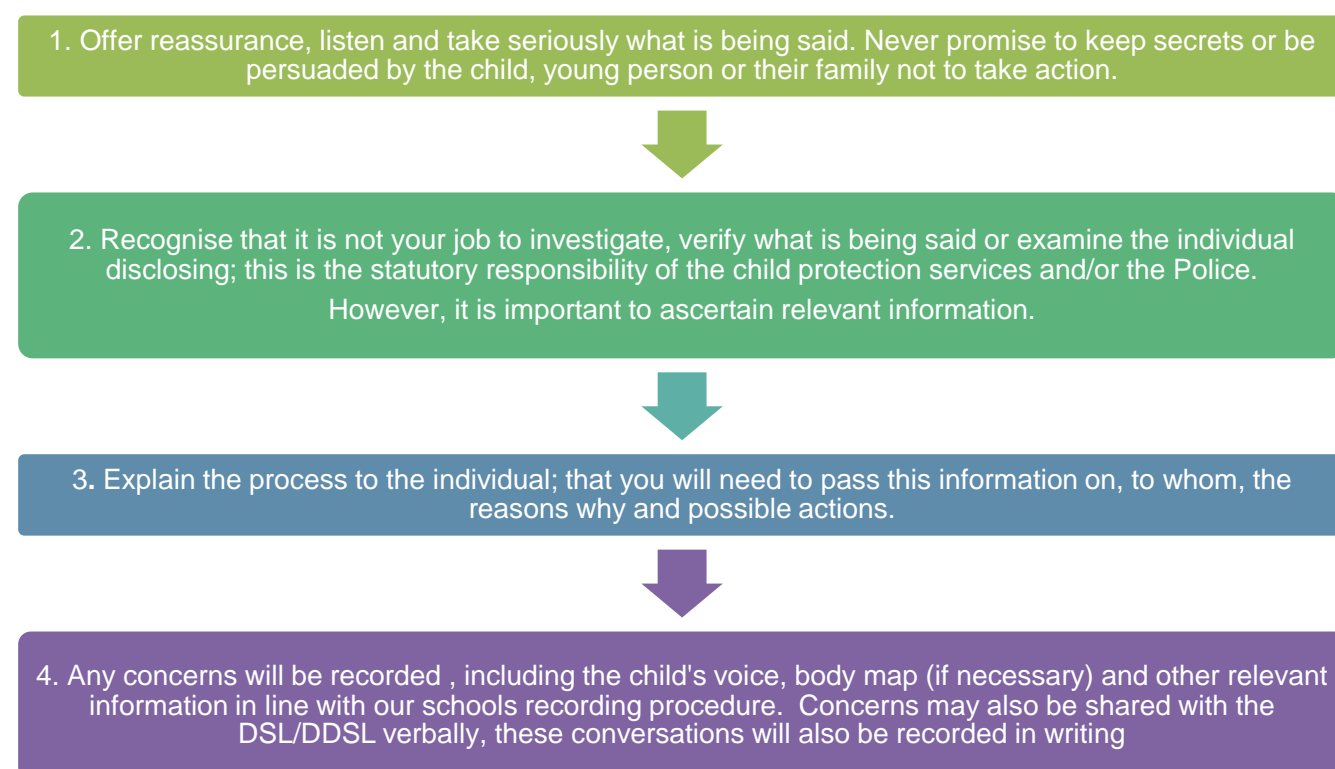 1. Offer reassurance, listen and take seriously what is being said. Never promise to keep secrets or be
persuaded by the child, young person or their family not to take action.
2. Recognise that it is not your job to investigate, verify what is being said or examine the individual
disclosing; this is the statutory responsibility of the child protection services and/or the Police.
However, it is important to ascertain relevant information.
3. Explain the process to the individual; that you will need to pass this information on, to whom, the
reasons why and possible actions.
4. Any concerns will be recorded , including the child's voice, body map (if necessary) and other relevant
information in line with our schools recording procedure. Concerns may also be shared with the
DSL/DDSL verbally, these conversations will also be recorded in writing